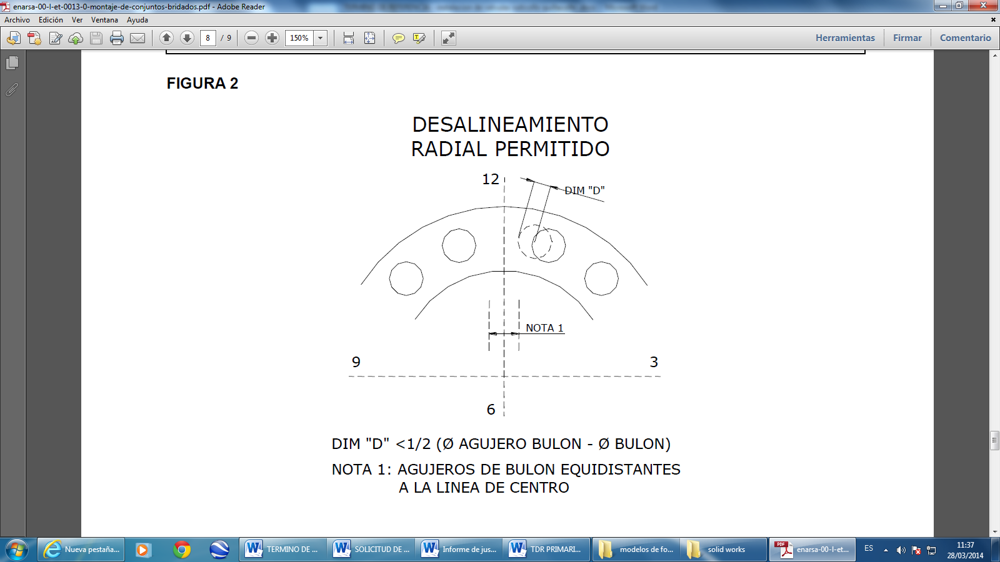 enarsa-00-l-et-0013-0-montaje-de-conjuntos-bridados.pdf - Adobe Reader
Archivo Edición Ver Ventana Ayuda
8 / 9 150% Herramientas Firmar Comentario
FIGURA 2
DESALINEAMIENTO
RADIAL PERMITIDO
12
DIM "D"
NOTA 1
9 3
6
DIM "D" <1/2 (Ø AGUJERO BULON - Ø BULON)
NOTA 1: AGUJEROS DE BULON EQUIDISTANTES
A LA LINEA DE CENTRO
Nueva pestaña... TERMINO DE ... SOLICITUD DE ... Informe de jus... TDR PRIMARI... modelos de fo... solid works enarsa-00-l-et... ES 11:37
28/03/2014